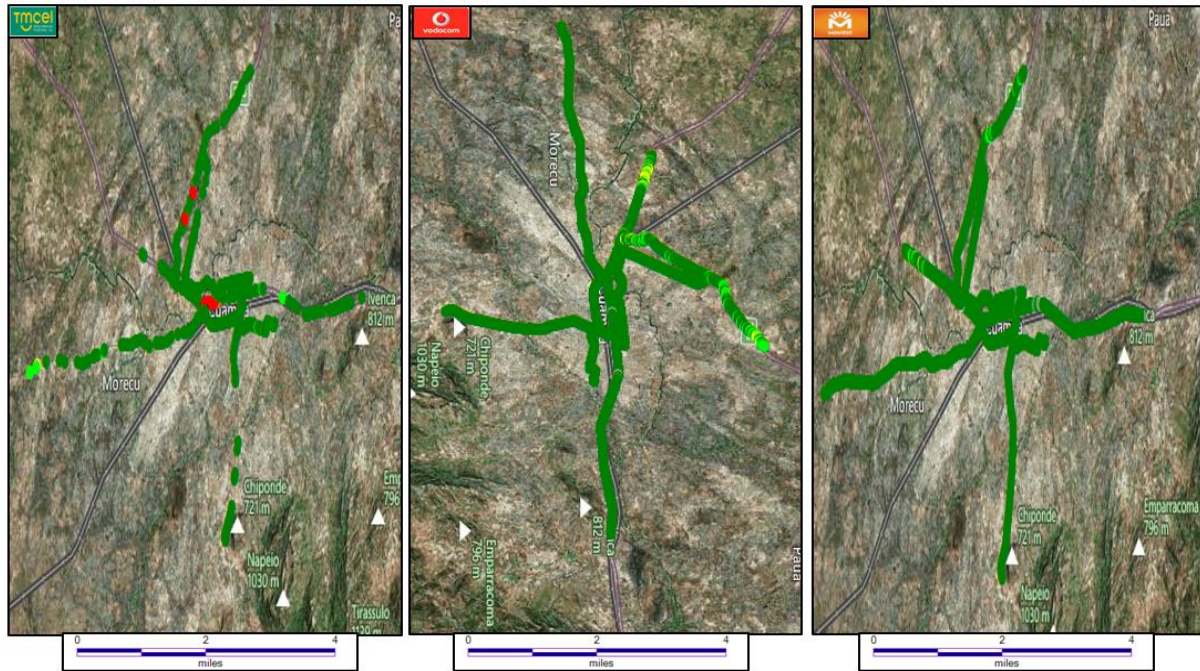 Tmcel
Pa
Ivenca
812 m
Morecu
Chiponde
721 m
Napeio
1030 m
Emp
796
Tirassulo
0 2 4
miles
vodacom
Morecu
Chiponde
721 m
Napeio
1030 m
Emparracoma
796 m
812 m
ica
Paua
0 2 4
miles
Paua
ica
812 m
Morecu
Chiponde
721 m
Napeio
1030 m
Emparracoma
796 m
0 2 4
miles